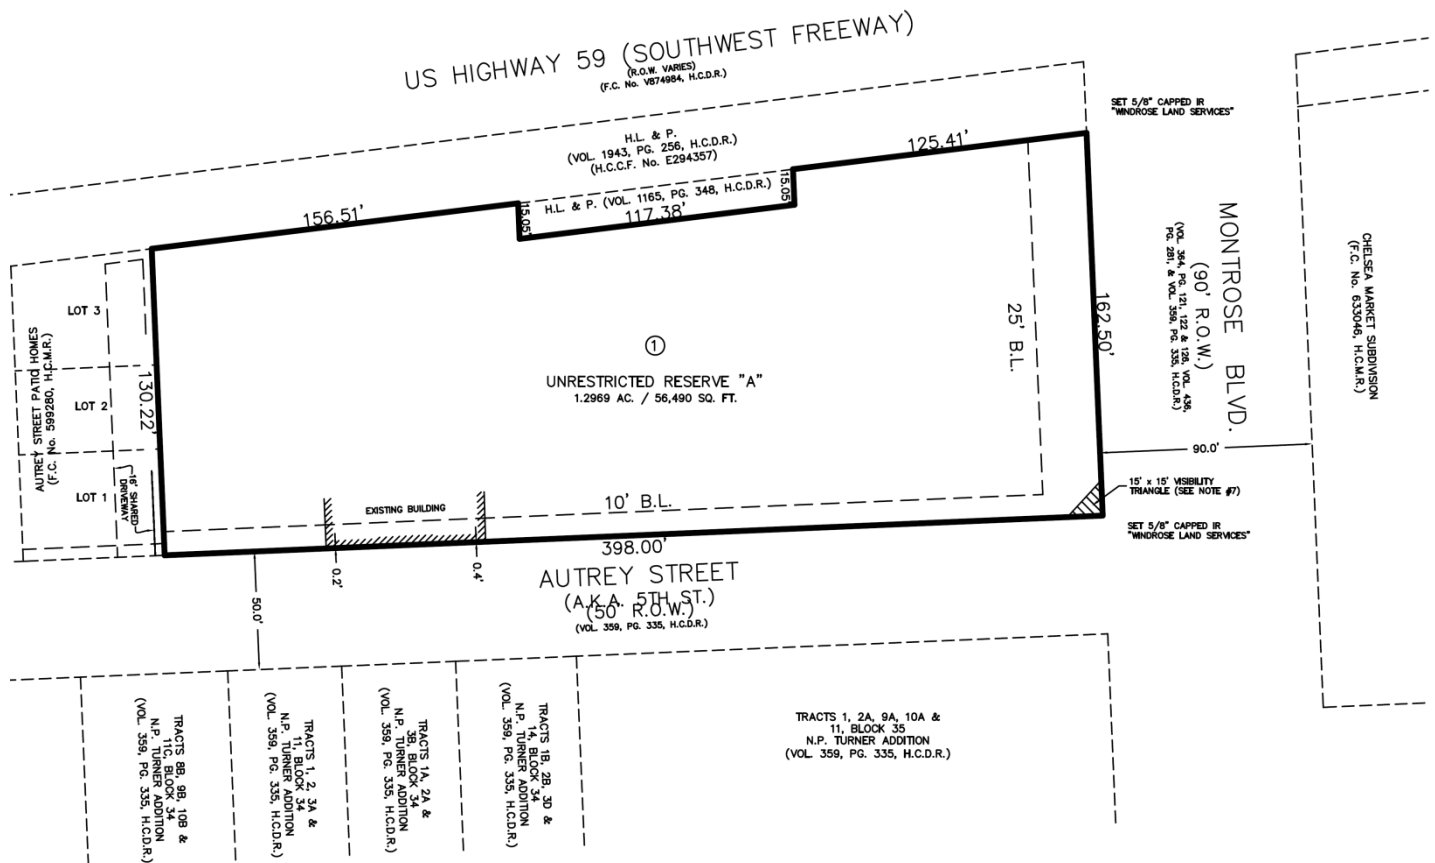 US HIGHWAY 59 (SOUTHWEST FREEWAY)
(R.O.W. VARIES)
(F.C. No. V874984, H.C.D.R.)
SET 5/8" CAPPED IR
"WINDROSE LAND SERVICES"
H.L. & P.
(VOL. 1943, PG. 256, H.C.D.R.)
(H.C.C.F. No. E294357)
125.41'
15.05'
H.L. & P. (VOL. 1165, PG. 348, H.C.D.R.)
117.38'
15.05'
156.51'
MONTROSE BLVD.
(90' R.O.W.)
(VOL. 364, PG. 121, 122 & 126, VOL. 436,
PG. 281, & VOL. 359, PG. 335, H.C.D.R.)
CHELSEA MARKET SUBDIVISION
(F.C. No. 633046, H.C.M.R.)
162.50'
25' B.L.
LOT 3
LOT 2
LOT 1
AUTREY STREET PATIO HOMES
(F.C. No. 599280, H.C.M.R.)
130.22'
16' SHARED
DRIVEWAY
1
UNRESTRICTED RESERVE "A"
1.2969 AC. / 56,490 SQ. FT.
90.0'
15' x 15' VISIBILITY
TRIANGLE (SEE NOTE #7)
EXISTING BUILDING
10' B.L.
SET 5/8" CAPPED IR
"WINDROSE LAND SERVICES"
398.00'
0.2'
0.4'
50.0'
AUTREY STREET
(A.K.A. 5TH ST.)
(50' R.O.W.)
(VOL. 359, PG. 335, H.C.D.R.)
TRACTS 8B, 9B, 10B &
11C, BLOCK 34
N.P. TURNER ADDITION
(VOL. 359, PG. 335, H.C.D.R.)
TRACTS 1, 2, 3A &
11, BLOCK 34
N.P. TURNER ADDITION
(VOL. 359, PG. 335, H.C.D.R.)
TRACTS 1A, 2A &
3B, BLOCK 34
N.P. TURNER ADDITION
(VOL. 359, PG. 335, H.C.D.R.)
TRACTS 1B, 2B, 3D &
14, BLOCK 34
N.P. TURNER ADDITION
(VOL. 359, PG. 335, H.C.D.R.)
TRACTS 1, 2A, 9A, 10A &
11, BLOCK 35
N.P. TURNER ADDITION
(VOL. 359, PG. 335, H.C.D.R.)